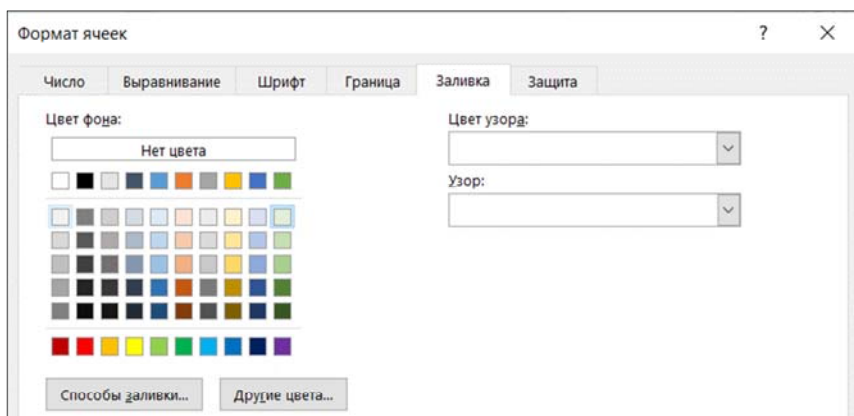 Формат ячеек ?
Число Выравнивание Шрифт Граница Заливка Защита
Цвет фона: Цвет узора:
Нет цвета
Узор:
Способы заливки... Другие цвета...